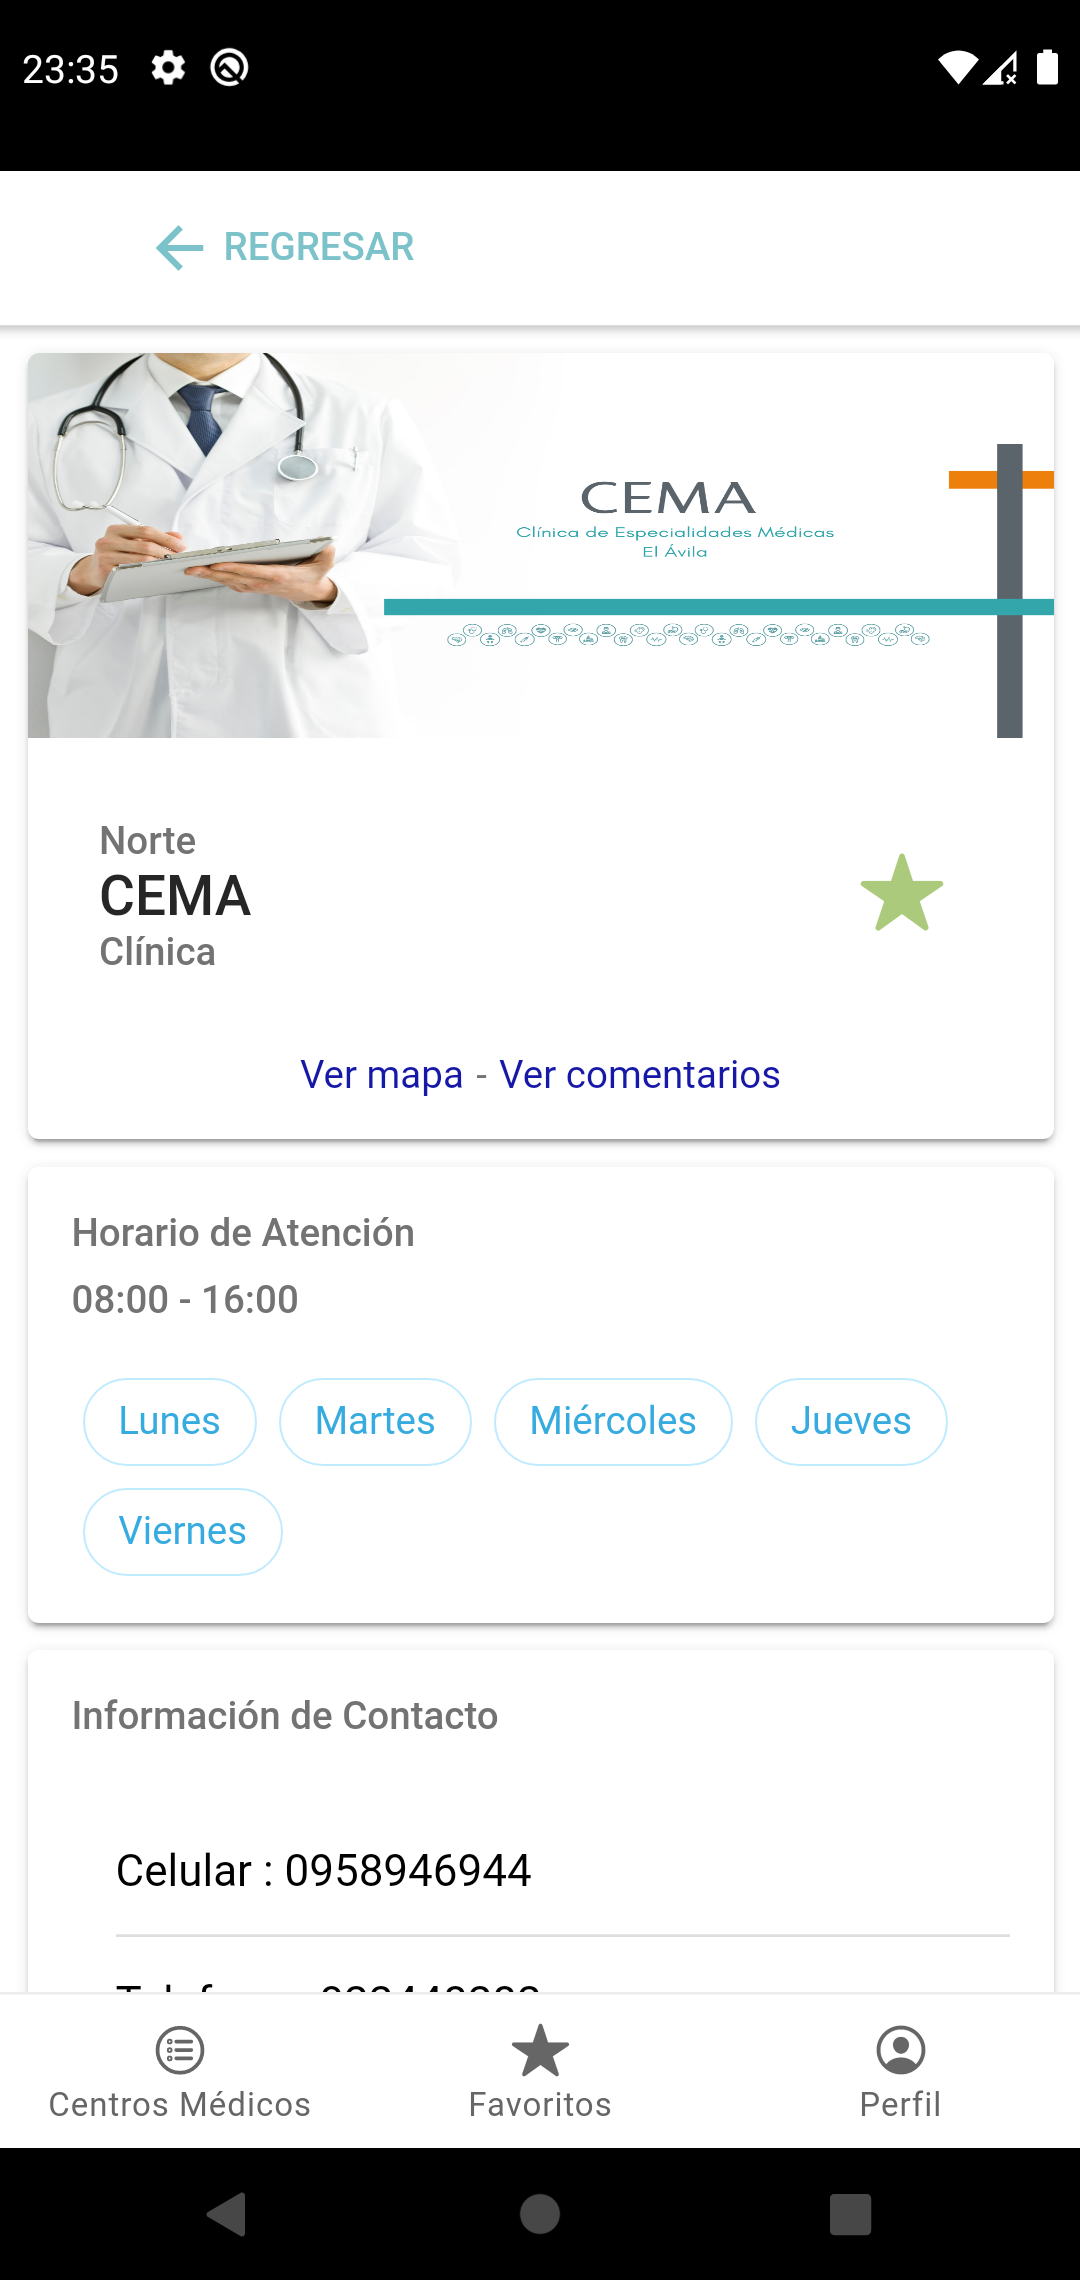 23:35
REGRESAR
CEMA
Clínica de Especialidades Médicas
El Ávila
Norte
CEMA
Clínica
Ver mapa - Ver comentarios
Horario de Atención
08:00 - 16:00
Lunes Martes Miércoles Jueves
Viernes
Información de Contacto
Celular : 0958946944
Centros Médicos Favoritos Perfil